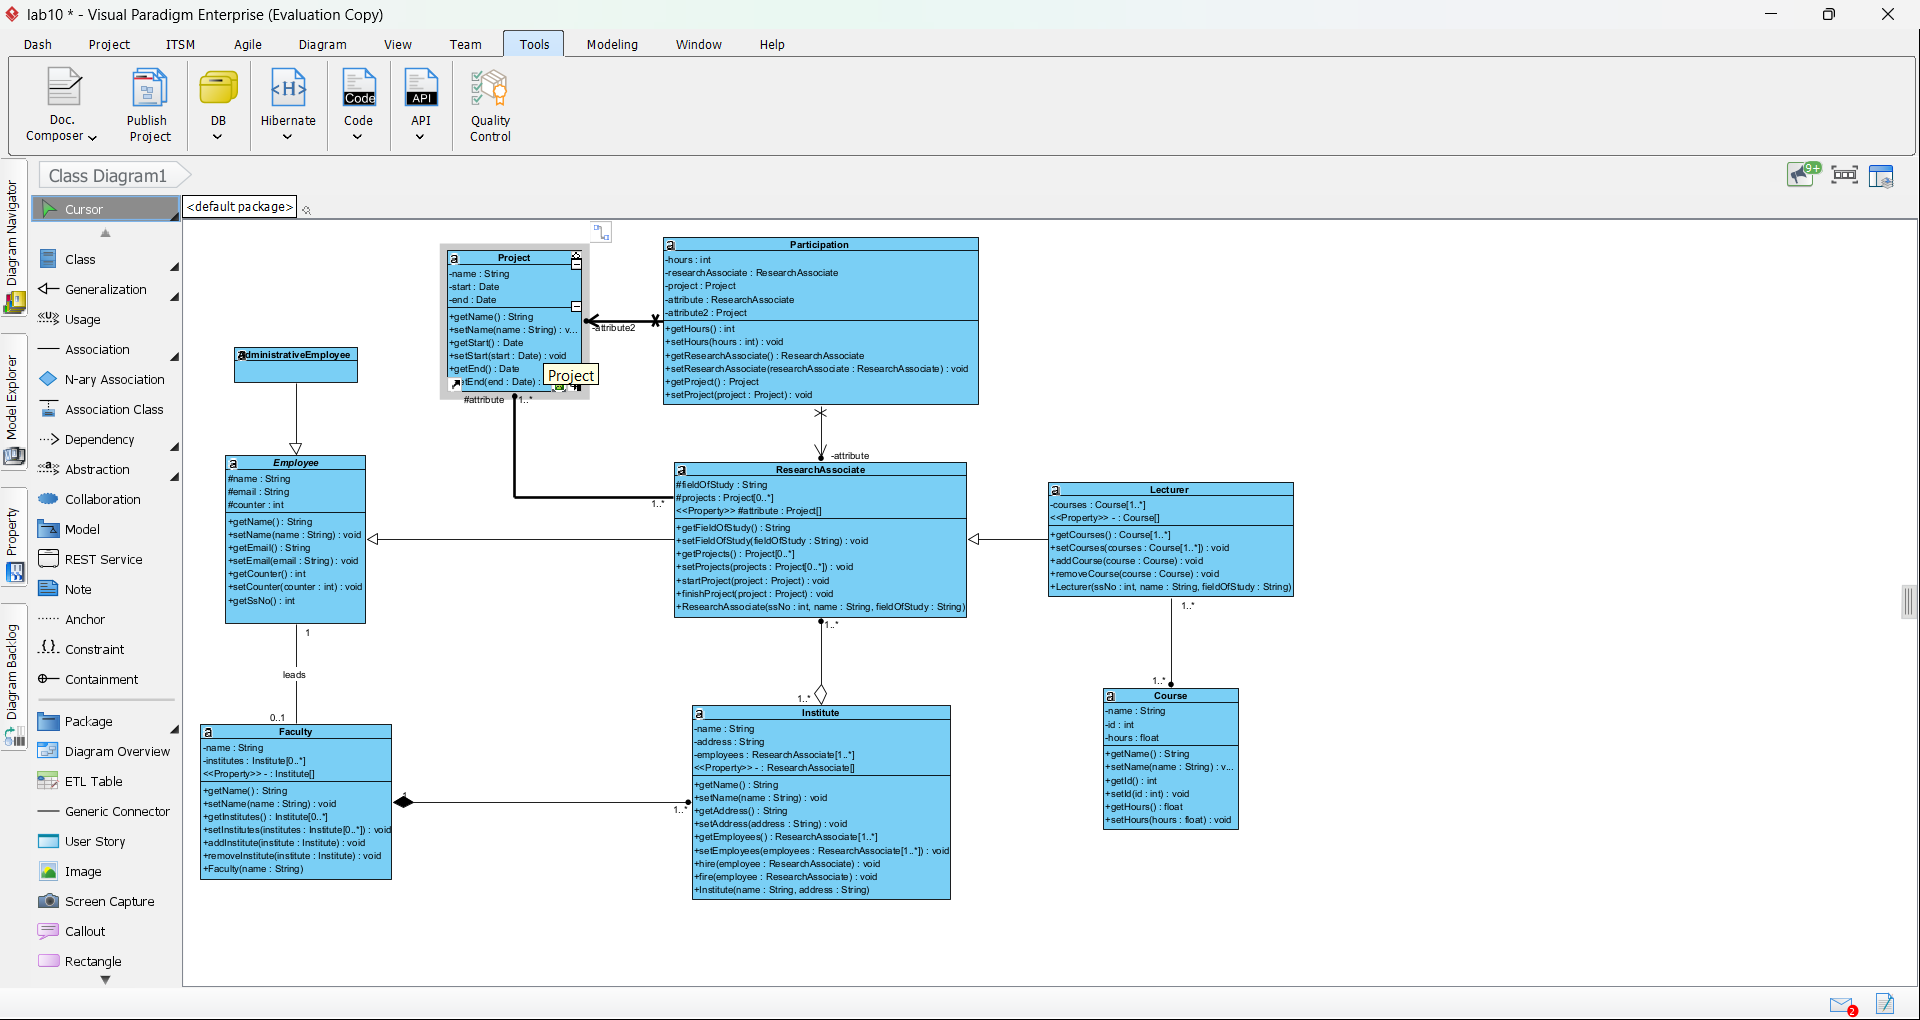 lab10 * - Visual Paradigm Enterprise (Evaluation Copy)
Dash Project ITSM Agile Diagram View Team Tools Modeling Window Help
Doc. Composer
Publish Project
DB
Hibernate
Code
Code
API
API
Quality Control
Class Diagram1
9+
Diagram Navigator
Model Explorer
Property
Diagram Backlog
Cursor
<default package>
Class
Generalization
Usage
Association
N-ary Association
Association Class
Dependency
Abstraction
Collaboration
Model
REST Service
Note
Anchor
Constraint
Containment
Package
Diagram Overview
ETL Table
Generic Connector
User Story
Image
Screen Capture
Callout
Rectangle
Project
-name : String
-start : Date
-end : Date
+getName() : String
+setName(name : String) : v...
+getStart() : Date
+setStart(start : Date) : void
+getEnd() : Date
etEnd(end : Date) :
Project
#attribute 1..*
-attribute2
Participation
-hours : int
-researchAssociate : ResearchAssociate
-project : Project
-attribute : ResearchAssociate
-attribute2 : Project
+getHours() : int
+setHours(hours : int) : void
+getResearchAssociate() : ResearchAssociate
+setResearchAssociate(researchAssociate : ResearchAssociate) : void
+getProject() : Project
+setProject(project : Project) : void
-attribute
dministrativeEmployee
Employee
#name : String
#email : String
#counter : int
+getName() : String
+setName(name : String) : void
+getEmail() : String
+setEmail(email : String) : void
+getCounter() : int
+setCounter(counter : int) : void
+getSsNo() : int
1
leads
0..1
1..*
ResearchAssociate
#fieldOfStudy : String
#projects : Project[0..*]
<<Property>> #attribute : Project[]
+getFieldOfStudy() : String
+setFieldOfStudy(fieldOfStudy : String) : void
+getProjects() : Project[0..*]
+setProjects(projects : Project[0..*]) : void
+startProject(project : Project) : void
+finishProject(project : Project) : void
+ResearchAssociate(ssNo : int, name : String, fieldOfStudy : String)
1..*
1..*
Lecturer
-courses : Course[1..*]
<<Property>> - : Course[]
+getCourses() : Course[1..*]
+setCourses(courses : Course[1..*]) : void
+addCourse(course : Course) : void
+removeCourse(course : Course) : void
+Lecturer(ssNo : int, name : String, fieldOfStudy : String)
1..*
1..*
Course
-name : String
-id : int
-hours : float
+getName() : String
+setName(name : String) : v...
+getId() : int
+setId(id : int) : void
+getHours() : float
+setHours(hours : float) : void
Faculty
-name : String
-institutes : Institute[0..*]
<<Property>> - : Institute[]
+getName() : String
+setName(name : String) : void
+getInstitutes() : Institute[0..*]
+setInstitutes(institutes : Institute[0..*]) : void
+addInstitute(institute : Institute) : void
+removeInstitute(institute : Institute) : void
+Faculty(name : String)
1
1..*
Institute
-name : String
-address : String
-employees : ResearchAssociate[1..*]
<<Property>> - : ResearchAssociate[]
+getName() : String
+setName(name : String) : void
+getAddress() : String
+setAddress(address : String) : void
+getEmployees() : ResearchAssociate[1..*]
+setEmployees(employees : ResearchAssociate[1..*]) : void
+hire(employee : ResearchAssociate) : void
+fire(employee : ResearchAssociate) : void
+Institute(name : String, address : String)
2